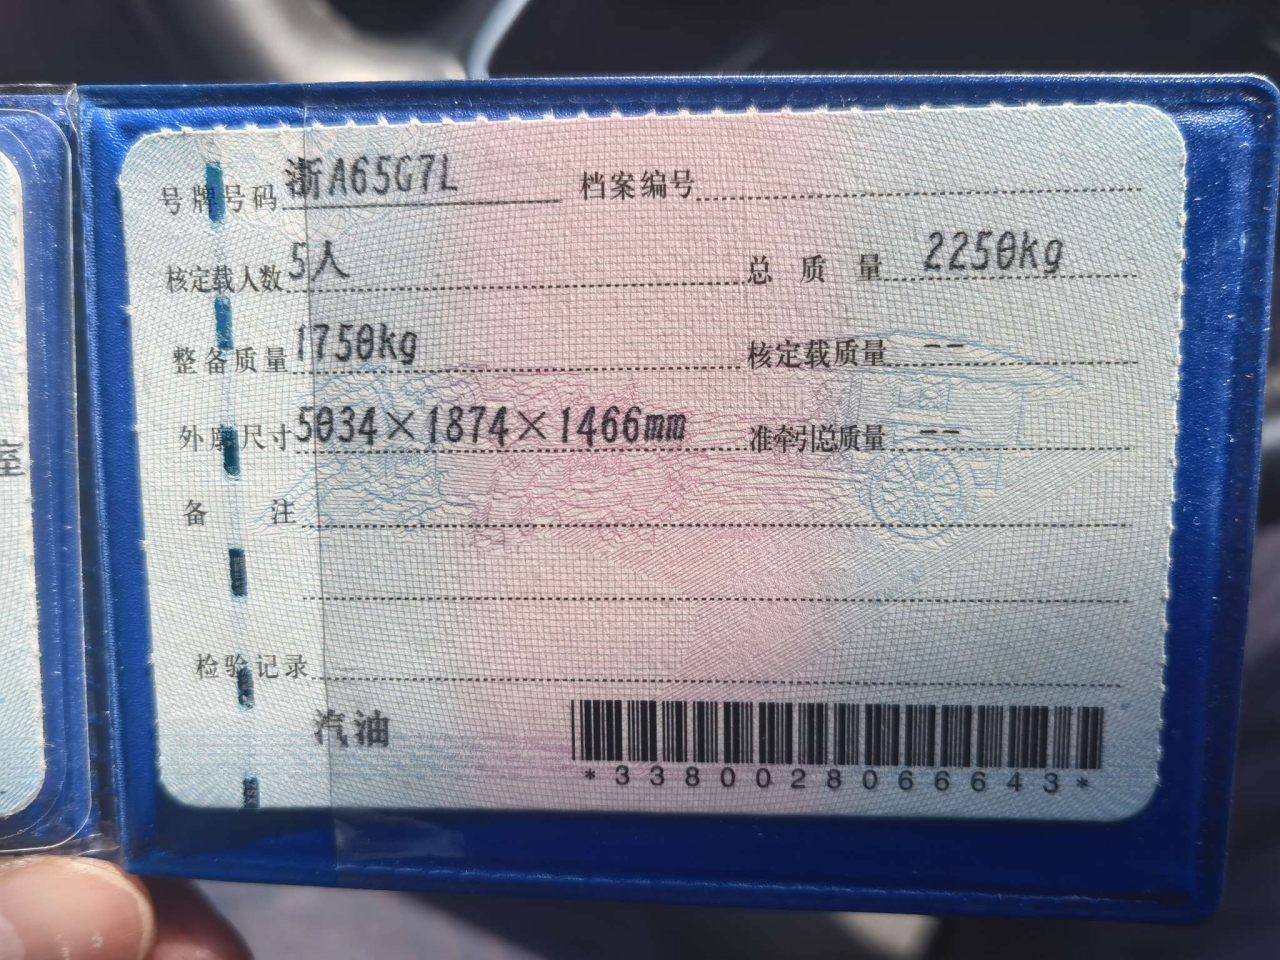 号牌号码 浙A65G7L 档案编号
核定载人数 5人 总质量 2250kg
整备质量 1750kg 核定载质量 --
外廓尺寸 5034×1874×1466mm 准牵引总质量 --
备注
检验记录
汽油
*3380028066643*
室